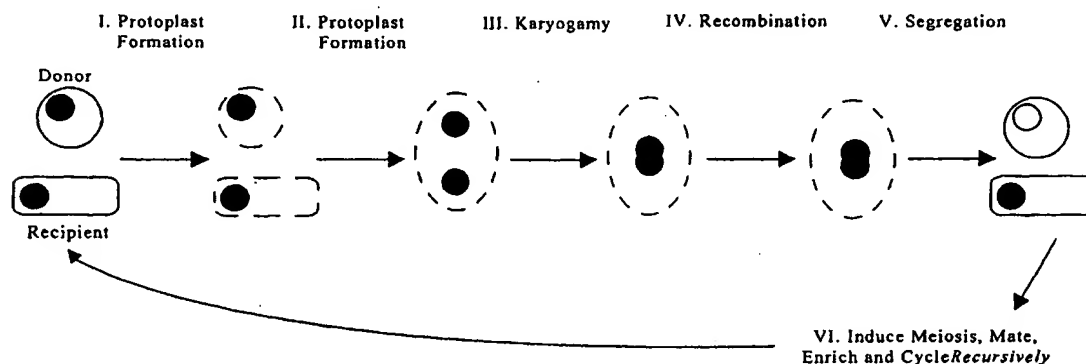 I. Protoplast
Formation
II. Protoplast
Formation
III. Karyogamy
IV. Recombination
V. Segregation
Donor
Recipient
VI. Induce Meiosis, Mate,
Enrich and CycleRecursively